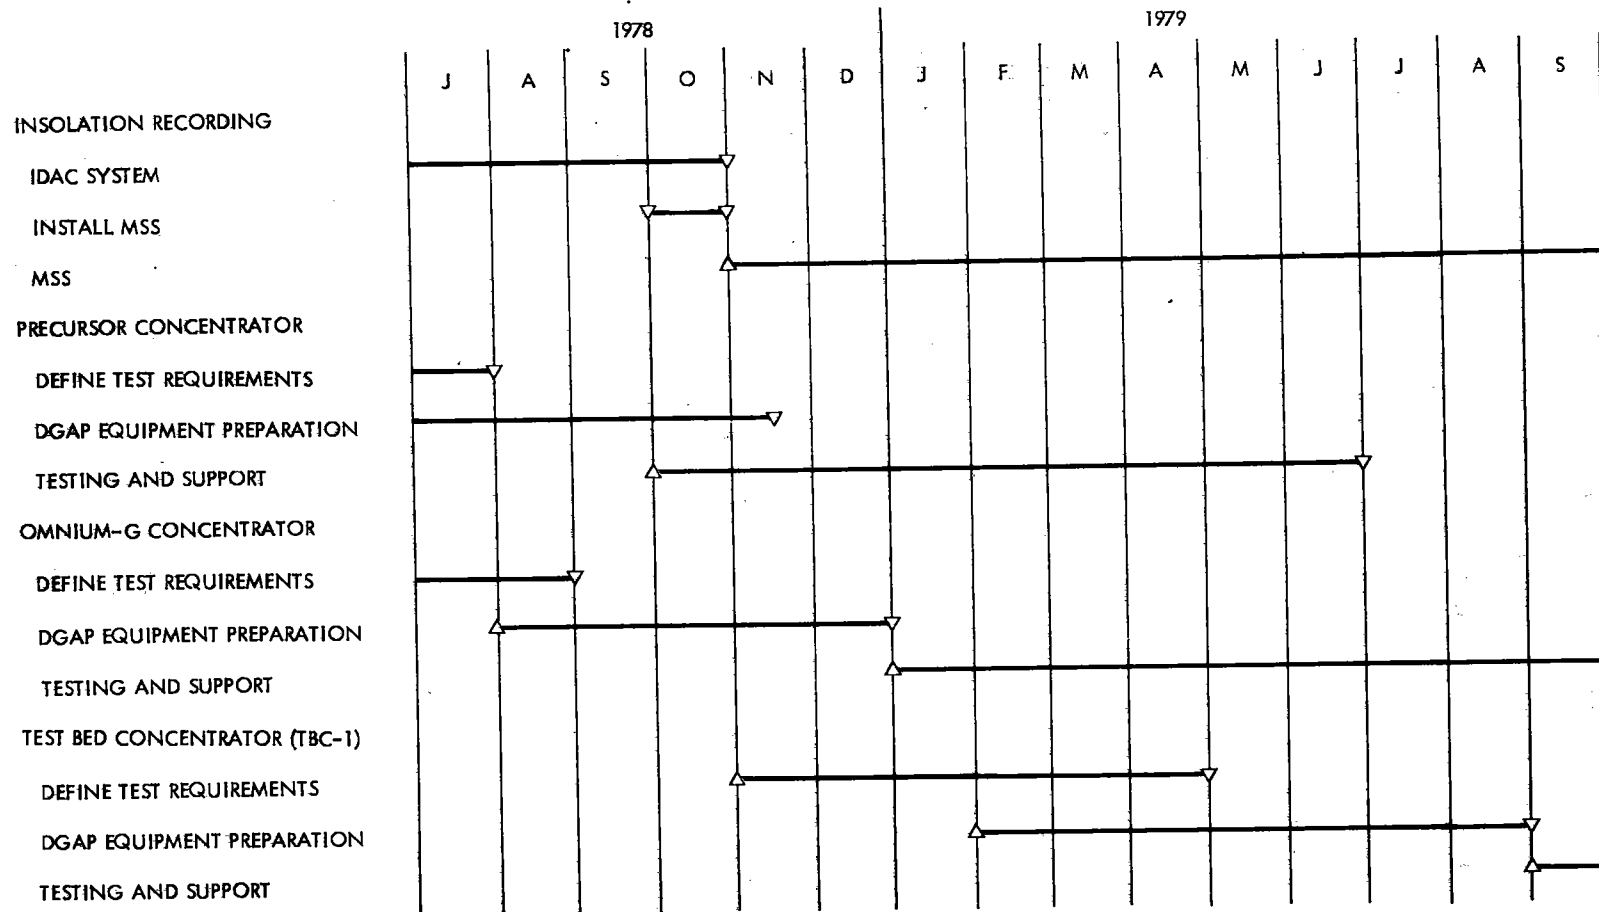 1978 1979
J A S O N D J F M A M J J A S
INSOLATION RECORDING
IDAC SYSTEM
INSTALL MSS
MSS
PRECURSOR CONCENTRATOR
DEFINE TEST REQUIREMENTS
DGAP EQUIPMENT PREPARATION
TESTING AND SUPPORT
OMNIUM-G CONCENTRATOR
DEFINE TEST REQUIREMENTS
DGAP EQUIPMENT PREPARATION
TESTING AND SUPPORT
TEST BED CONCENTRATOR (TBC-1)
DEFINE TEST REQUIREMENTS
DGAP EQUIPMENT PREPARATION
TESTING AND SUPPORT